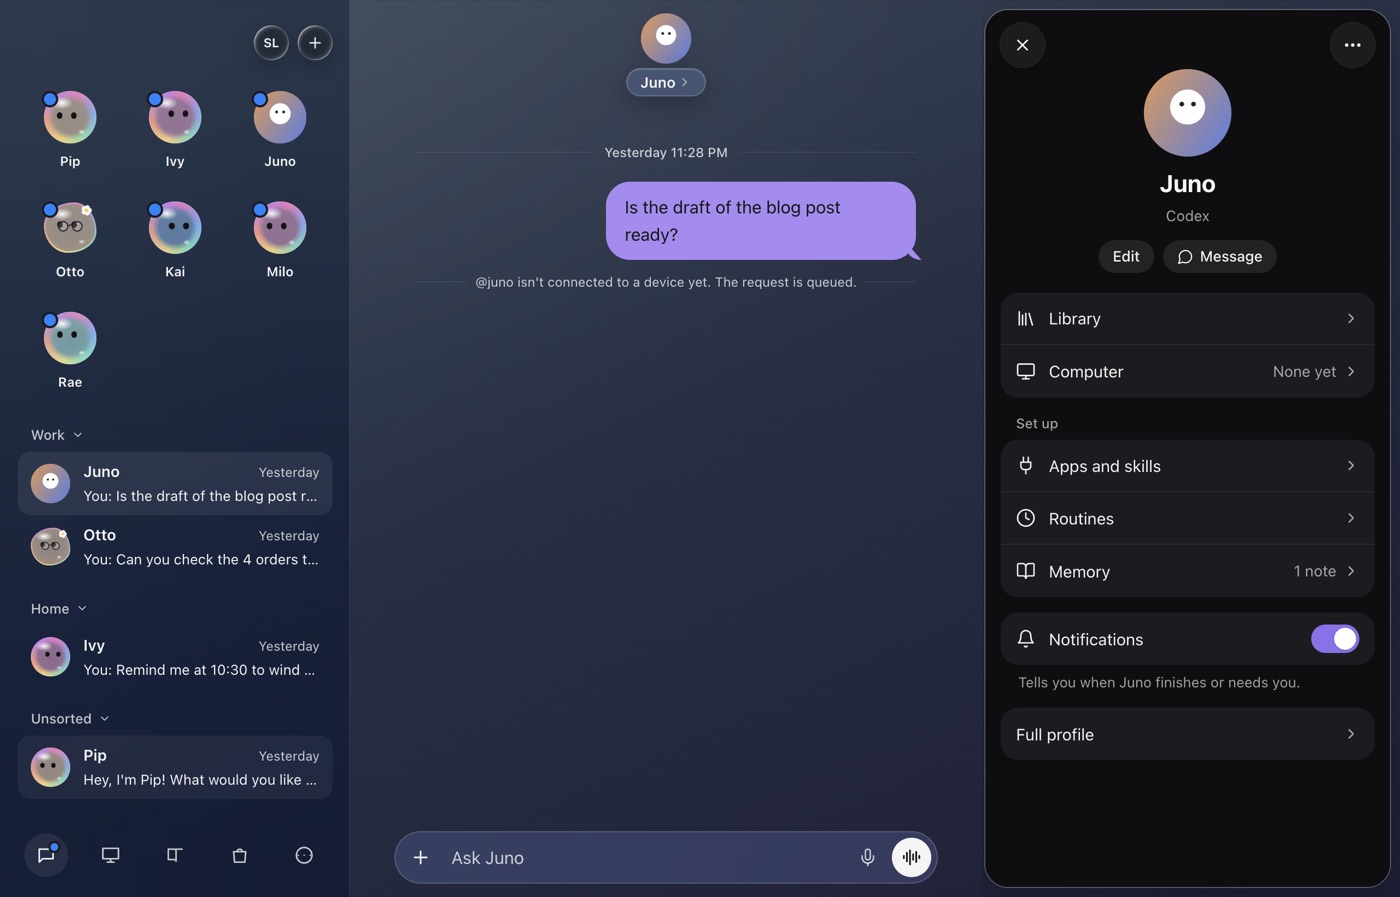 SL
Pip
Ivy
Juno
Otto
Kai
Milo
Rae
Work
Juno
Yesterday
You: Is the draft of the blog post r...
Otto
Yesterday
You: Can you check the 4 orders t...
Home
Ivy
Yesterday
You: Remind me at 10:30 to wind ...
Unsorted
Pip
Yesterday
Hey, I'm Pip! What would you like ...
Juno
Yesterday 11:28 PM
Is the draft of the blog post
ready?
@juno isn't connected to a device yet. The request is queued.
Ask Juno
Juno
Codex
Edit
Message
Library
Computer
None yet
Set up
Apps and skills
Routines
Memory
1 note
Notifications
Tells you when Juno finishes or needs you.
Full profile